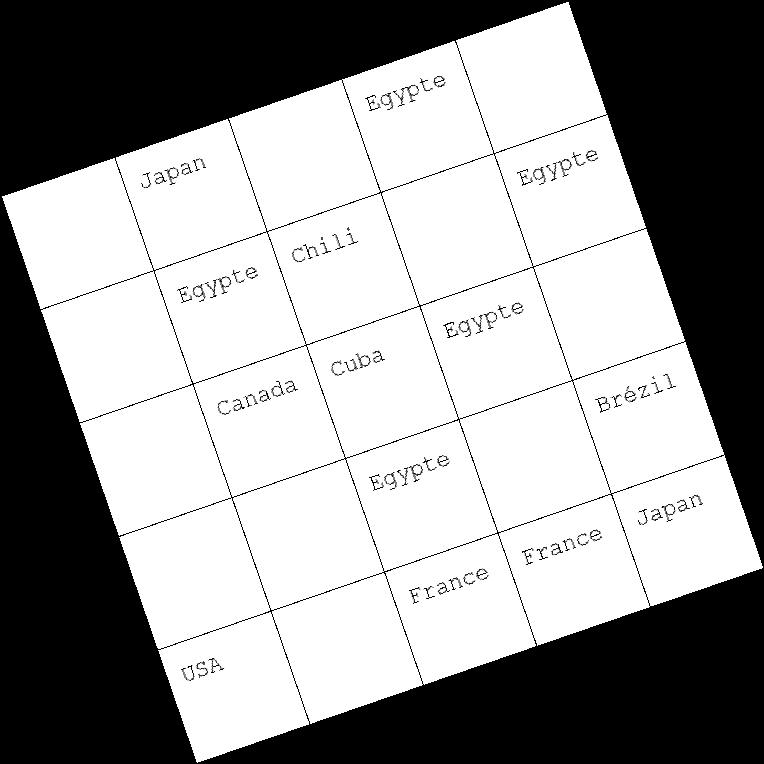 Japan Egypte
Egypte Chili Egypte
Canada Cuba Egypte
Egypte Brézil
USA France France Japan